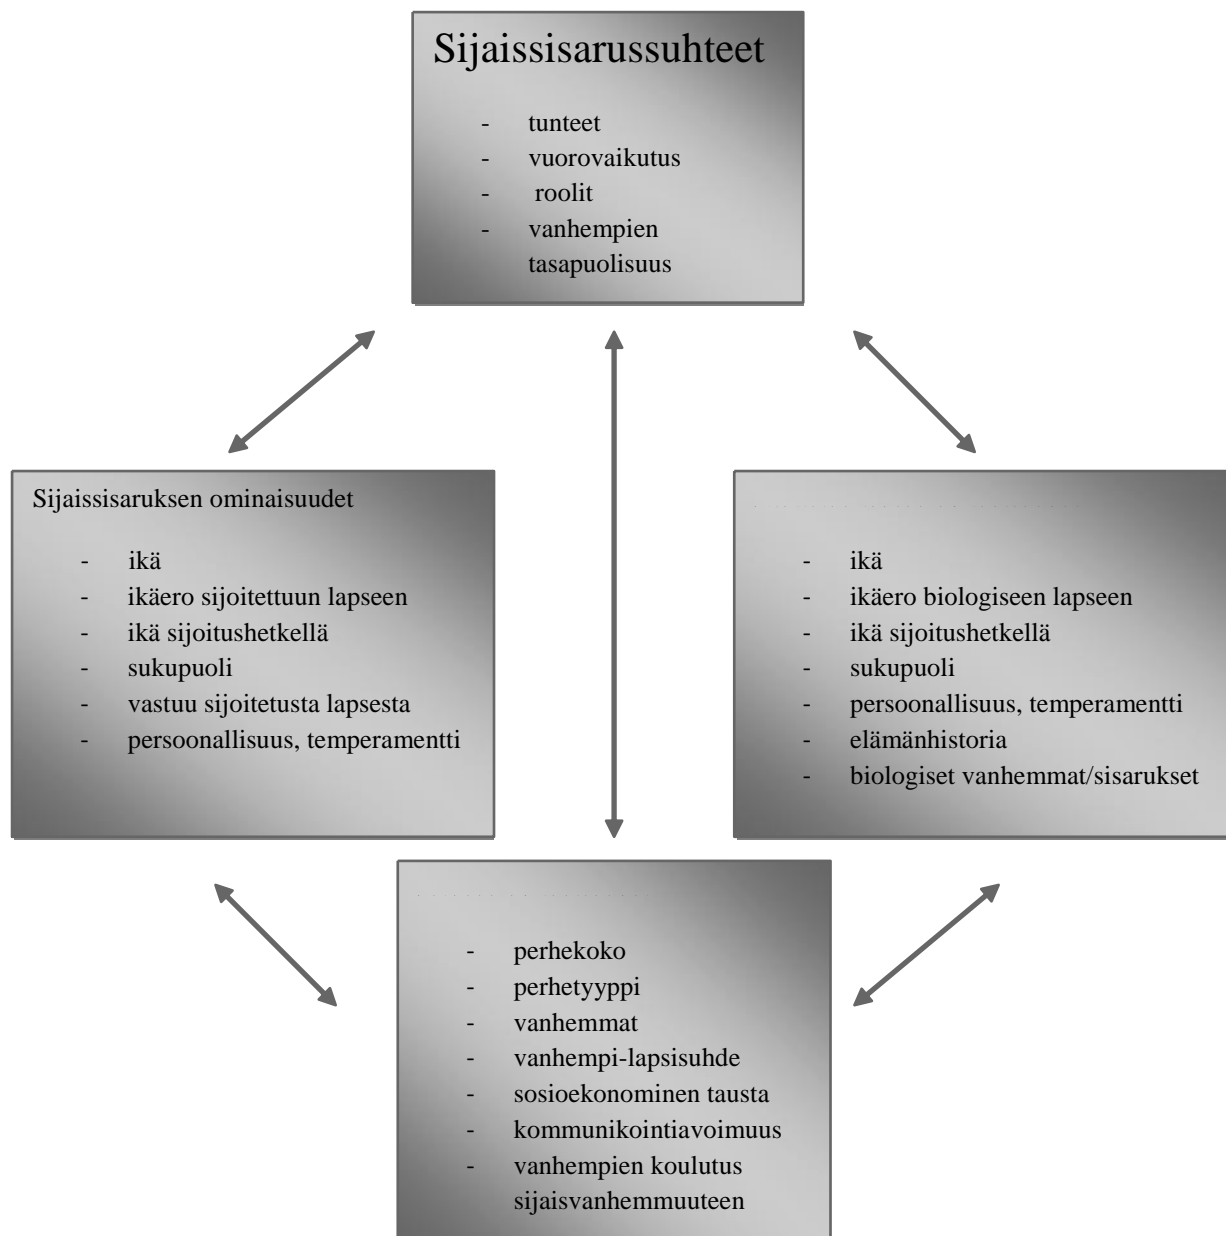 Sijaissisarussuhteet
- tunteet
- vuorovaikutus
- roolit
- vanhempien
tasapuolisuus
Sijaissisaruksen ominaisuudet
- ikä
- ikäero sijoitettuun lapseen
- ikä sijoitushetkellä
- sukupuoli
- vastuu sijoitetusta lapsesta
- persoonallisuus, temperamentti
- ikä
- ikäero biologiseen lapseen
- ikä sijoitushetkellä
- sukupuoli
- persoonallisuus, temperamentti
- elämänhistoria
- biologiset vanhemmat/sisarukset
- perhekoko
- perhetyyppi
- vanhemmat
- vanhempi-lapsisuhde
- sosioekonominen tausta
- kommunikointiavoimuus
- vanhempien koulutus
sijaisvanhemmuuteen